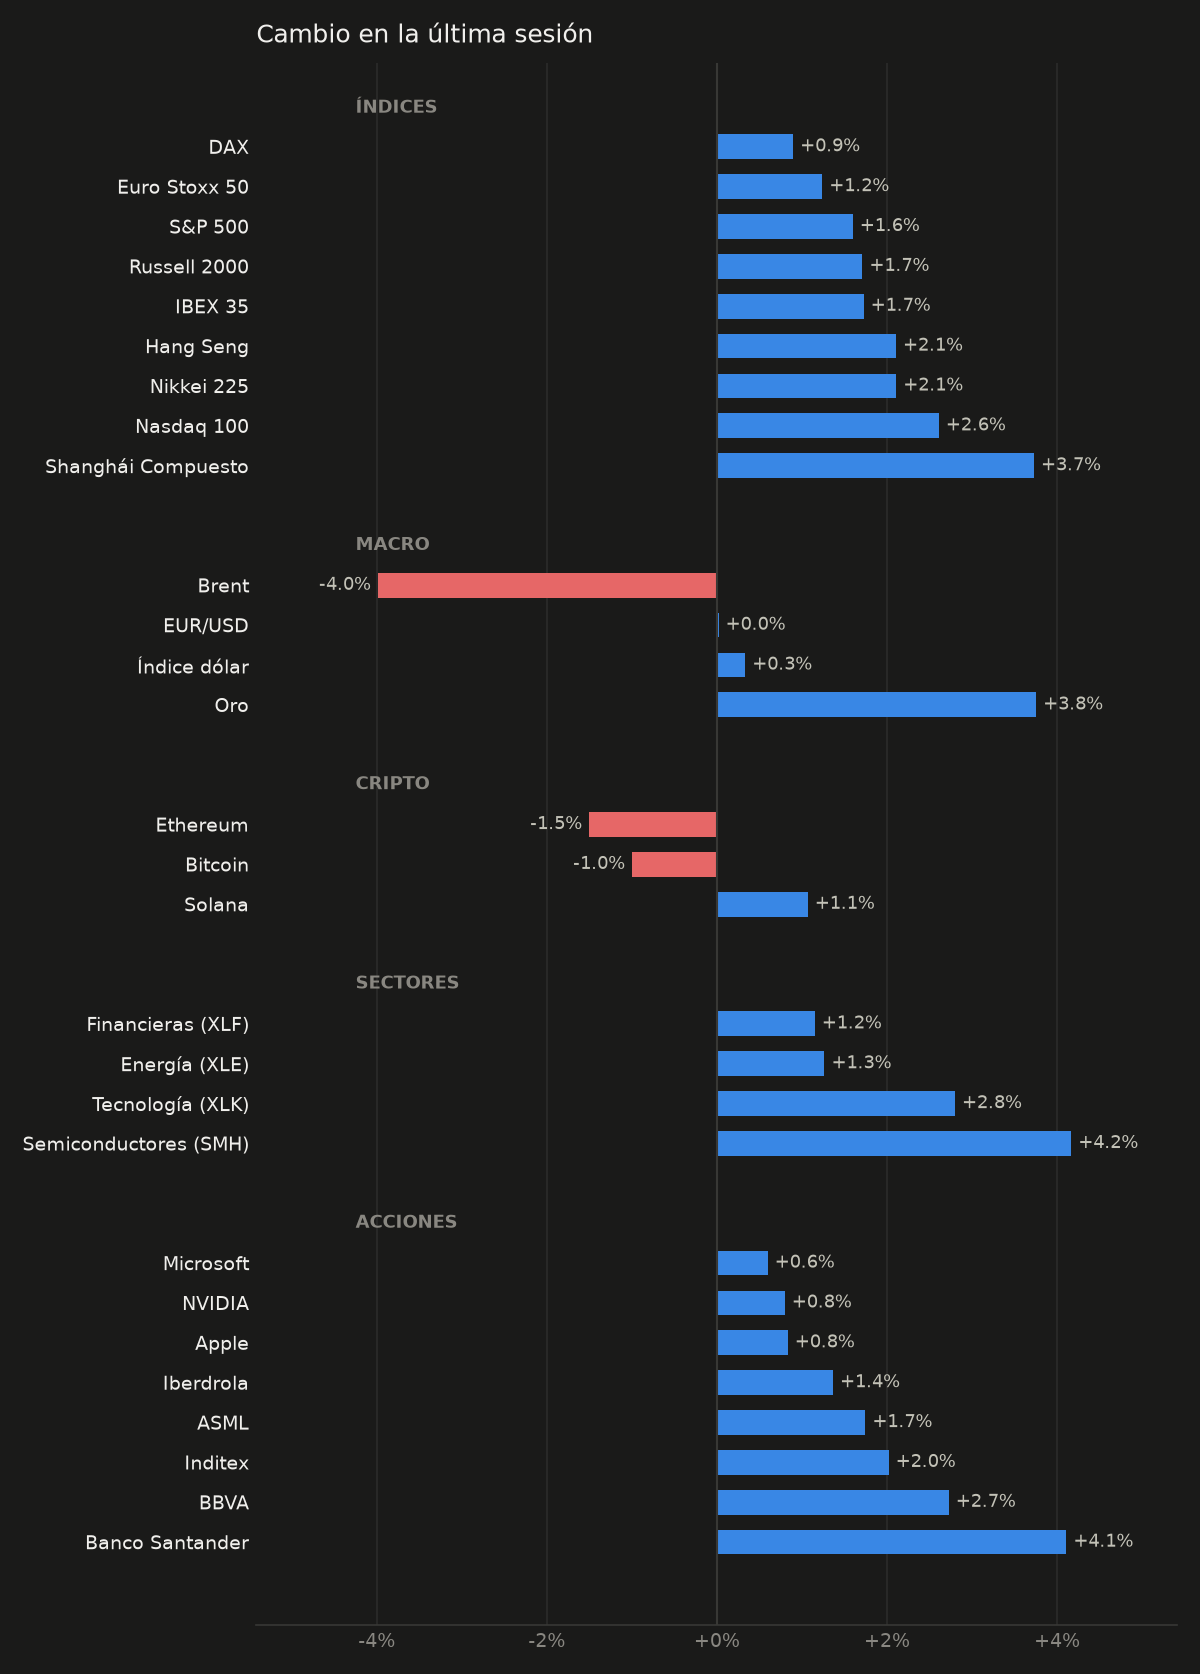 Cambio en la última sesión
ÍNDICES
DAX +0.9%
Euro Stoxx 50 +1.2%
S&P 500 +1.6%
Russell 2000 +1.7%
IBEX 35 +1.7%
Hang Seng +2.1%
Nikkei 225 +2.1%
Nasdaq 100 +2.6%
Shanghái Compuesto +3.7%
MACRO
Brent -4.0%
EUR/USD +0.0%
Índice dólar +0.3%
Oro +3.8%
CRIPTO
Ethereum -1.5%
Bitcoin -1.0%
Solana +1.1%
SECTORES
Financieras (XLF) +1.2%
Energía (XLE) +1.3%
Tecnología (XLK) +2.8%
Semiconductores (SMH) +4.2%
ACCIONES
Microsoft +0.6%
NVIDIA +0.8%
Apple +0.8%
Iberdrola +1.4%
ASML +1.7%
Inditex +2.0%
BBVA +2.7%
Banco Santander +4.1%
-4% -2% +0% +2% +4%